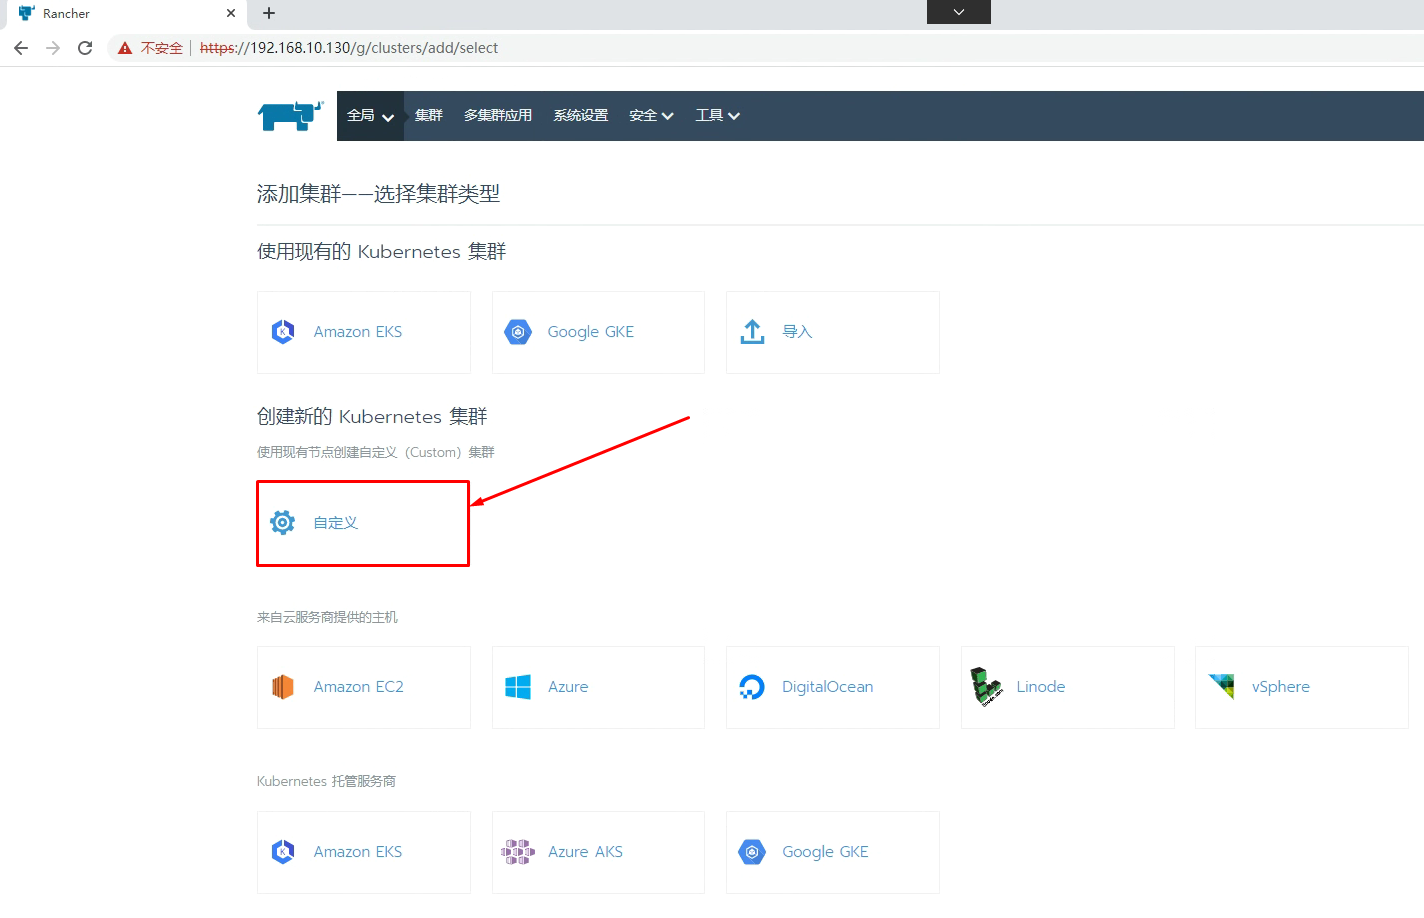 Rancher
不安全 https://192.168.10.130/g/clusters/add/select
全局 集群 多集群应用 系统设置 安全 工具
添加集群——选择集群类型
使用现有的 Kubernetes 集群
Amazon EKS Google GKE 导入
创建新的 Kubernetes 集群
使用现有节点创建自定义（Custom）集群
自定义
来自云服务商提供的主机
Amazon EC2 Azure DigitalOcean Linode vSphere
Kubernetes 托管服务商
Amazon EKS Azure AKS Google GKE